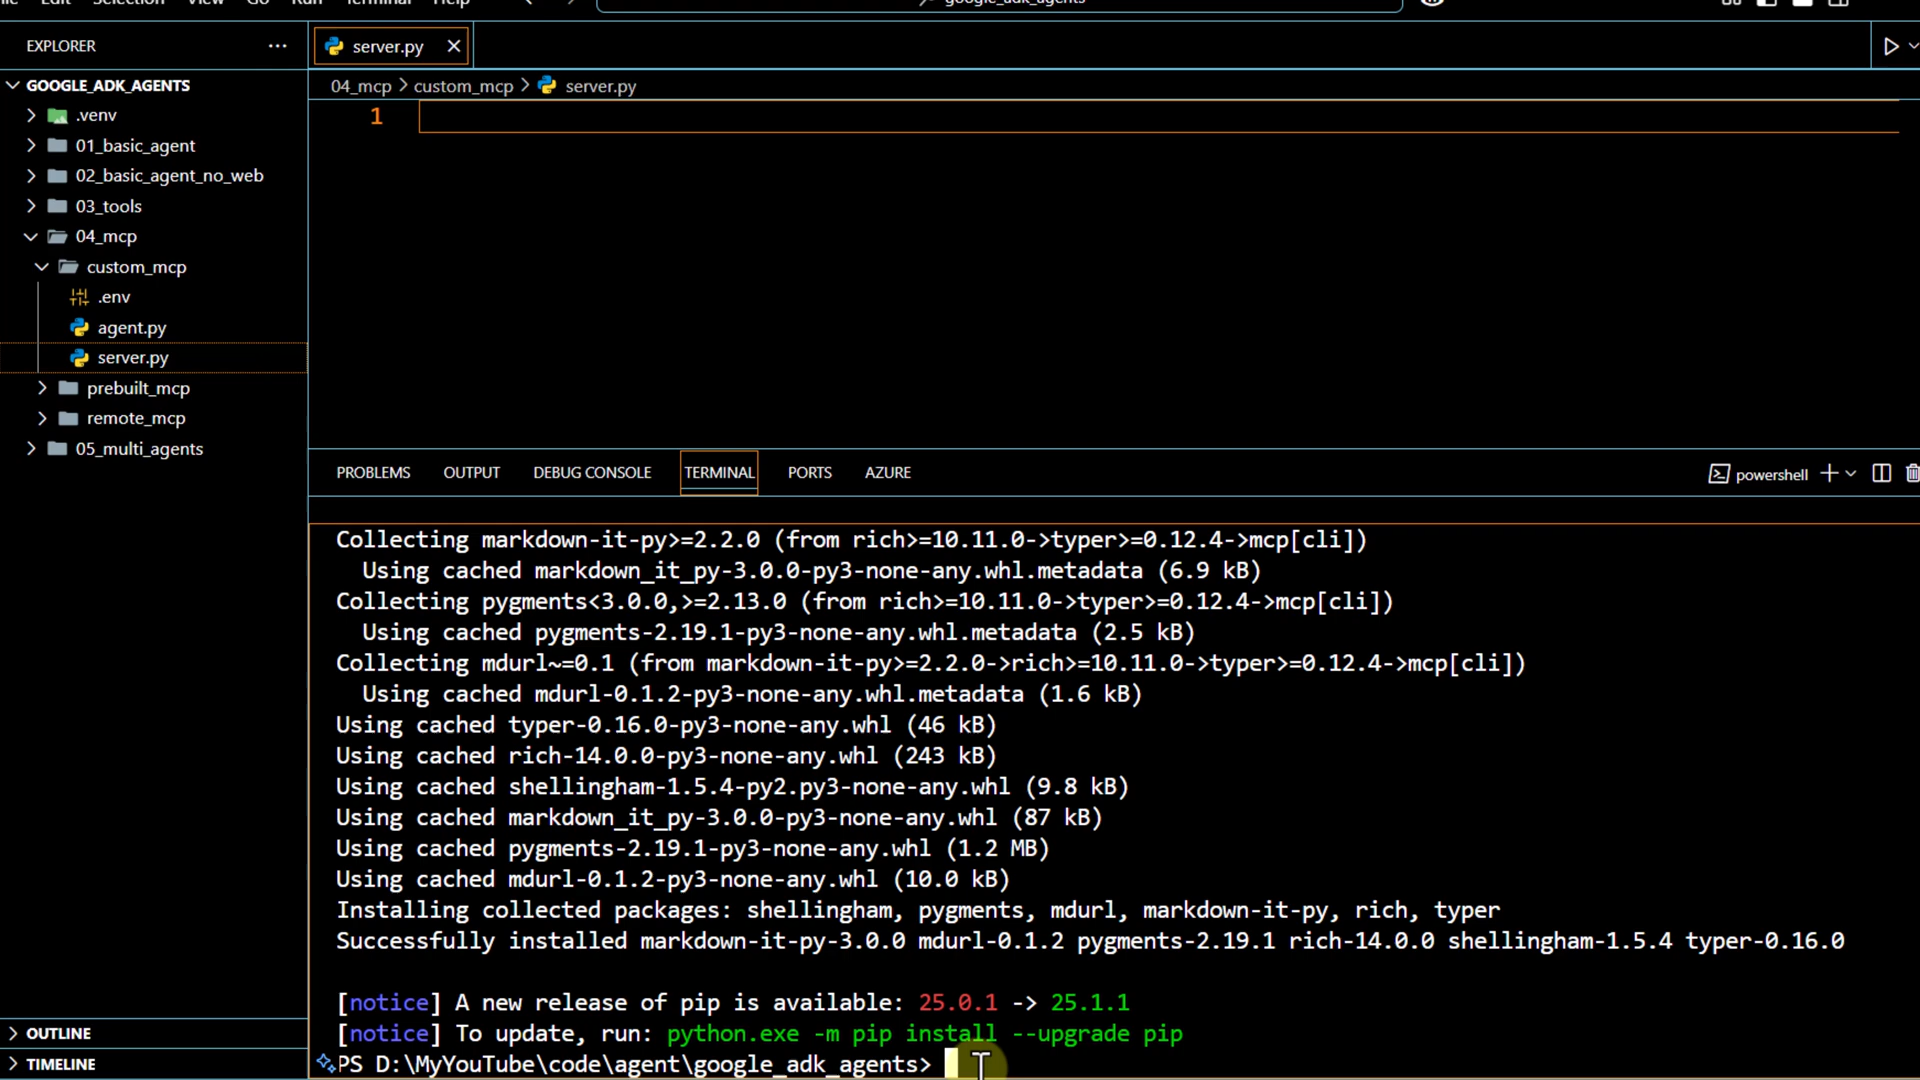 Edit Selection View Go Run Terminal Help
google_adk_agents
EXPLORER
GOOGLE_ADK_AGENTS
.venv
01_basic_agent
02_basic_agent_no_web
03_tools
04_mcp
custom_mcp
.env
agent.py
server.py
prebuilt_mcp
remote_mcp
05_multi_agents
OUTLINE
TIMELINE
server.py
04_mcp > custom_mcp > server.py
1
PROBLEMS OUTPUT DEBUG CONSOLE TERMINAL PORTS AZURE
powershell
Collecting markdown-it-py>=2.2.0 (from rich>=10.11.0->typer>=0.12.4->mcp[cli])
Using cached markdown_it_py-3.0.0-py3-none-any.whl.metadata (6.9 kB)
Collecting pygments<3.0.0,>=2.13.0 (from rich>=10.11.0->typer>=0.12.4->mcp[cli])
Using cached pygments-2.19.1-py3-none-any.whl.metadata (2.5 kB)
Collecting mdurl~=0.1 (from markdown-it-py>=2.2.0->rich>=10.11.0->typer>=0.12.4->mcp[cli])
Using cached mdurl-0.1.2-py3-none-any.whl.metadata (1.6 kB)
Using cached typer-0.16.0-py3-none-any.whl (46 kB)
Using cached rich-14.0.0-py3-none-any.whl (243 kB)
Using cached shellingham-1.5.4-py2.py3-none-any.whl (9.8 kB)
Using cached markdown_it_py-3.0.0-py3-none-any.whl (87 kB)
Using cached pygments-2.19.1-py3-none-any.whl (1.2 MB)
Using cached mdurl-0.1.2-py3-none-any.whl (10.0 kB)
Installing collected packages: shellingham, pygments, mdurl, markdown-it-py, rich, typer
Successfully installed markdown-it-py-3.0.0 mdurl-0.1.2 pygments-2.19.1 rich-14.0.0 shellingham-1.5.4 typer-0.16.0
[notice] A new release of pip is available: 25.0.1 -> 25.1.1
[notice] To update, run: python.exe -m pip install --upgrade pip
PS D:\MyYouTube\code\agent\google_adk_agents>